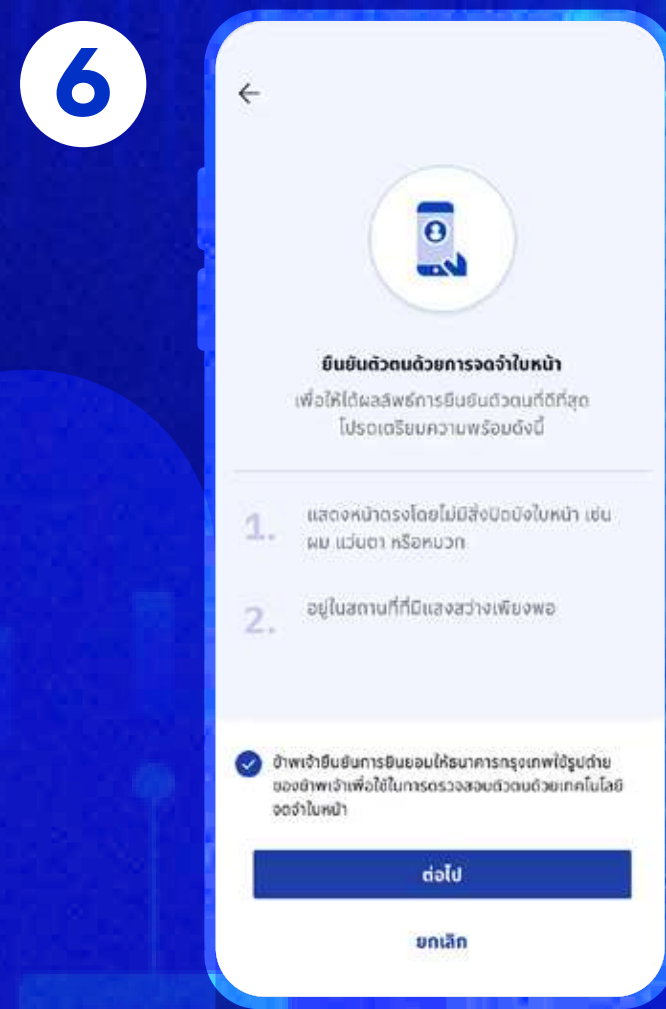 6
ยืนยันตัวตนด้วยการจดจำใบหน้า
เพื่อให้ได้ผลลัพธ์การยืนยันตัวตนที่ดีที่สุด
โปรดเตรียมความพร้อมดังนี้
1. แสดงหน้าตรงโดยไม่มีสิ่งปิดบังใบหน้า เช่น
ผม แว่นตา หรือหมวก
2. อยู่ในสถานที่ที่มีแสงสว่างเพียงพอ
ข้าพเจ้ายืนยันการยินยอมให้ธนาคารกรุงเทพใช้รูปถ่าย
ของข้าพเจ้าเพื่อใช้ในการตรวจสอบตัวตนด้วยเทคโนโลยี
จดจำใบหน้า
ต่อไป
ยกเลิก